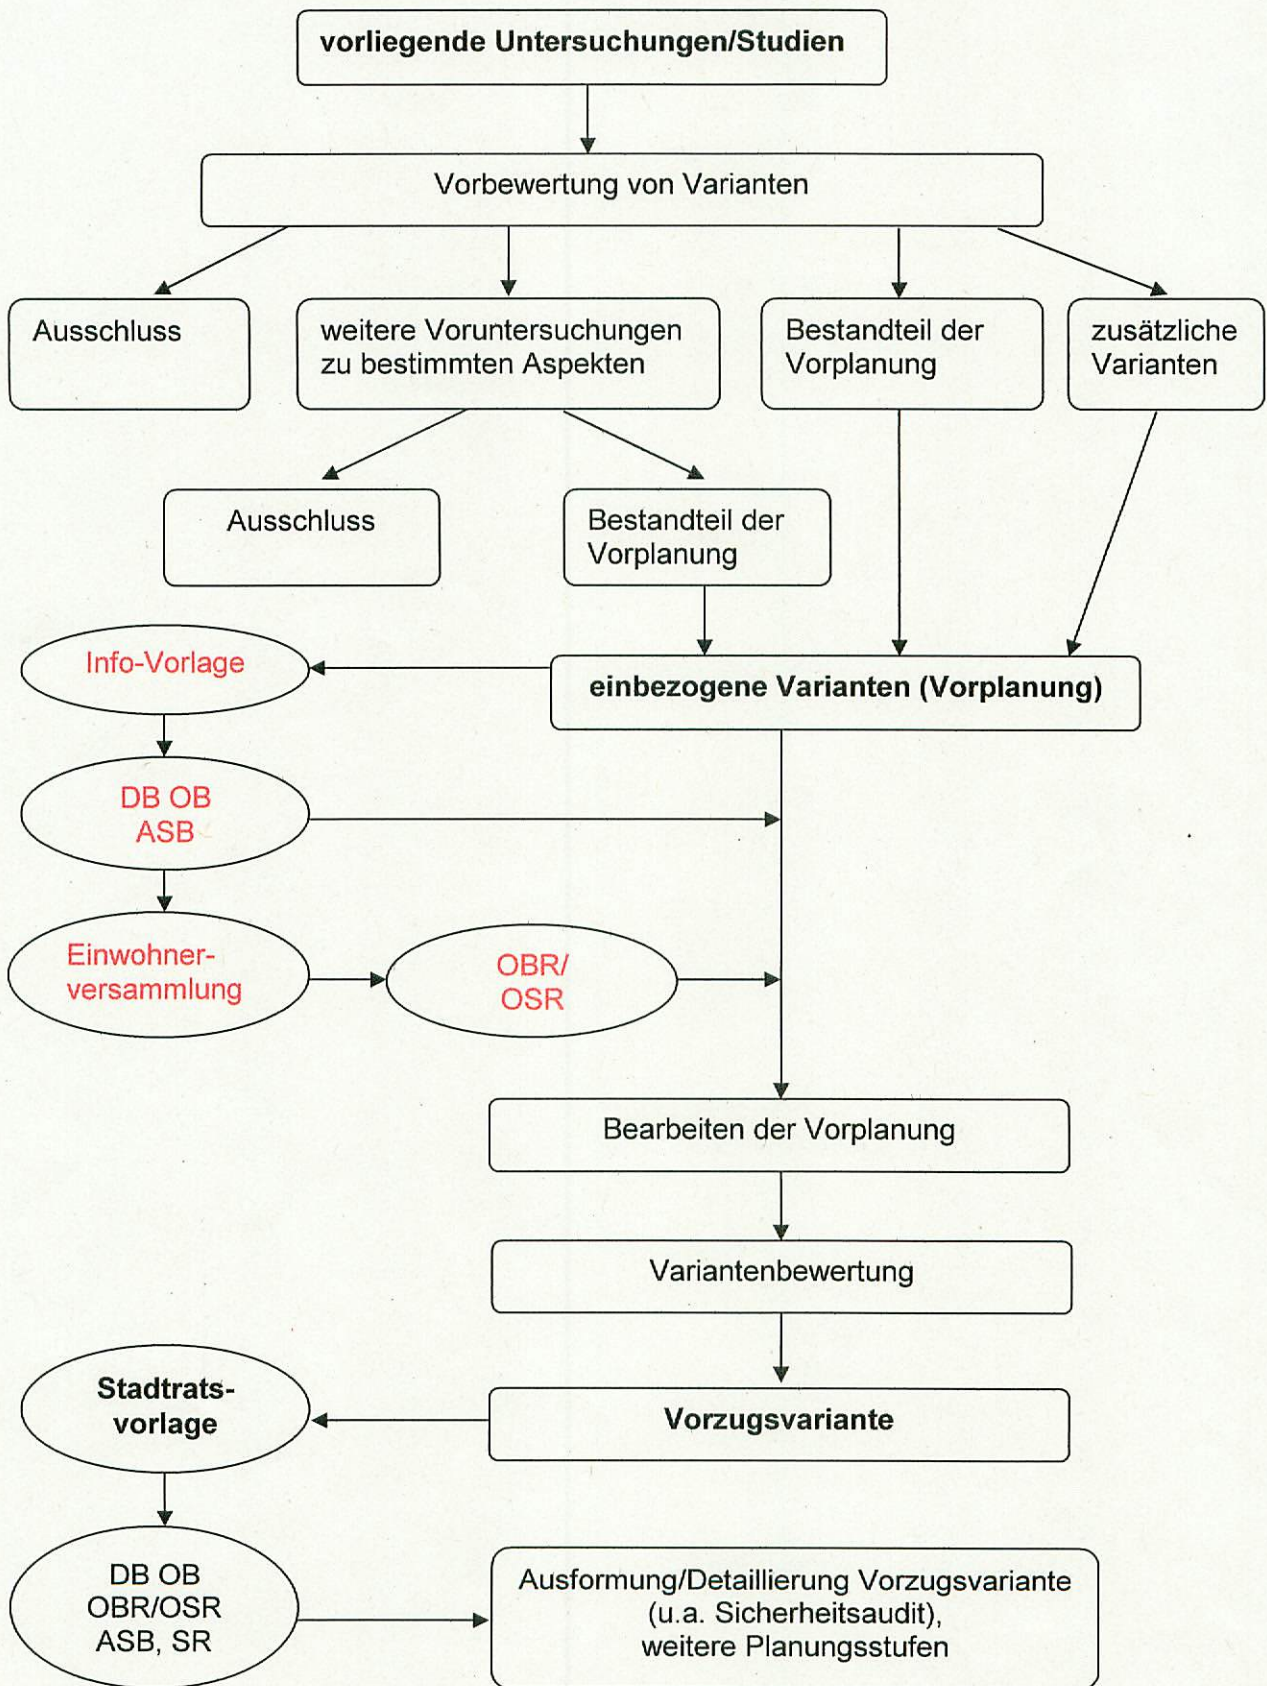 vorliegende Untersuchungen/Studien
Vorbewertung von Varianten
Ausschluss
weitere Voruntersuchungen
zu bestimmten Aspekten
Bestandteil der
Vorplanung
zusätzliche
Varianten
Ausschluss
Bestandteil der
Vorplanung
Info-Vorlage
einbezogene Varianten (Vorplanung)
DB OB
ASB
Einwohner-
versammlung
OBR/
OSR
Bearbeiten der Vorplanung
Variantenbewertung
Stadtrats-
vorlage
Vorzugsvariante
DB OB
OBR/OSR
ASB, SR
Ausformung/Detaillierung Vorzugsvariante
(u.a. Sicherheitsaudit),
weitere Planungsstufen